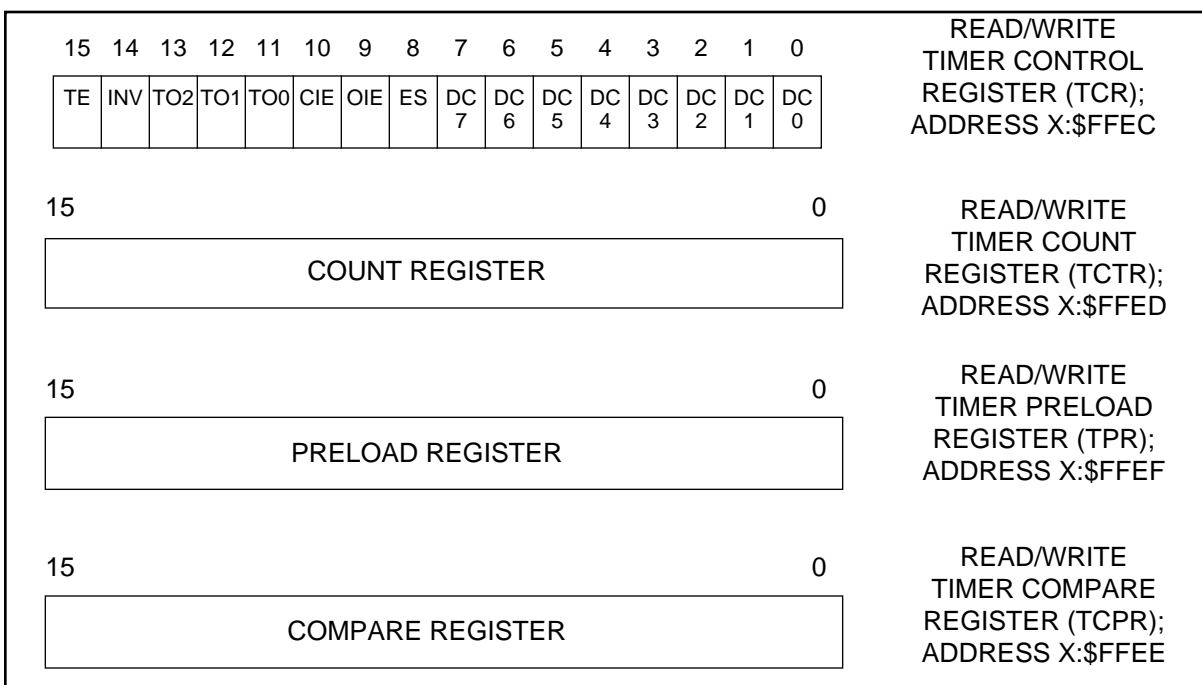 15 14 13 12 11 10 9 8 7 6 5 4 3 2 1 0
TE INV TO2 TO1 TO0 CIE OIE ES DC DC DC DC DC DC DC DC
7 6 5 4 3 2 1 0
READ/WRITE
TIMER CONTROL
REGISTER (TCR);
ADDRESS X:$FFEC
15 0
COUNT REGISTER
READ/WRITE
TIMER COUNT
REGISTER (TCTR);
ADDRESS X:$FFED
15 0
PRELOAD REGISTER
READ/WRITE
TIMER PRELOAD
REGISTER (TPR);
ADDRESS X:$FFEF
15 0
COMPARE REGISTER
READ/WRITE
TIMER COMPARE
REGISTER (TCPR);
ADDRESS X:$FFEE